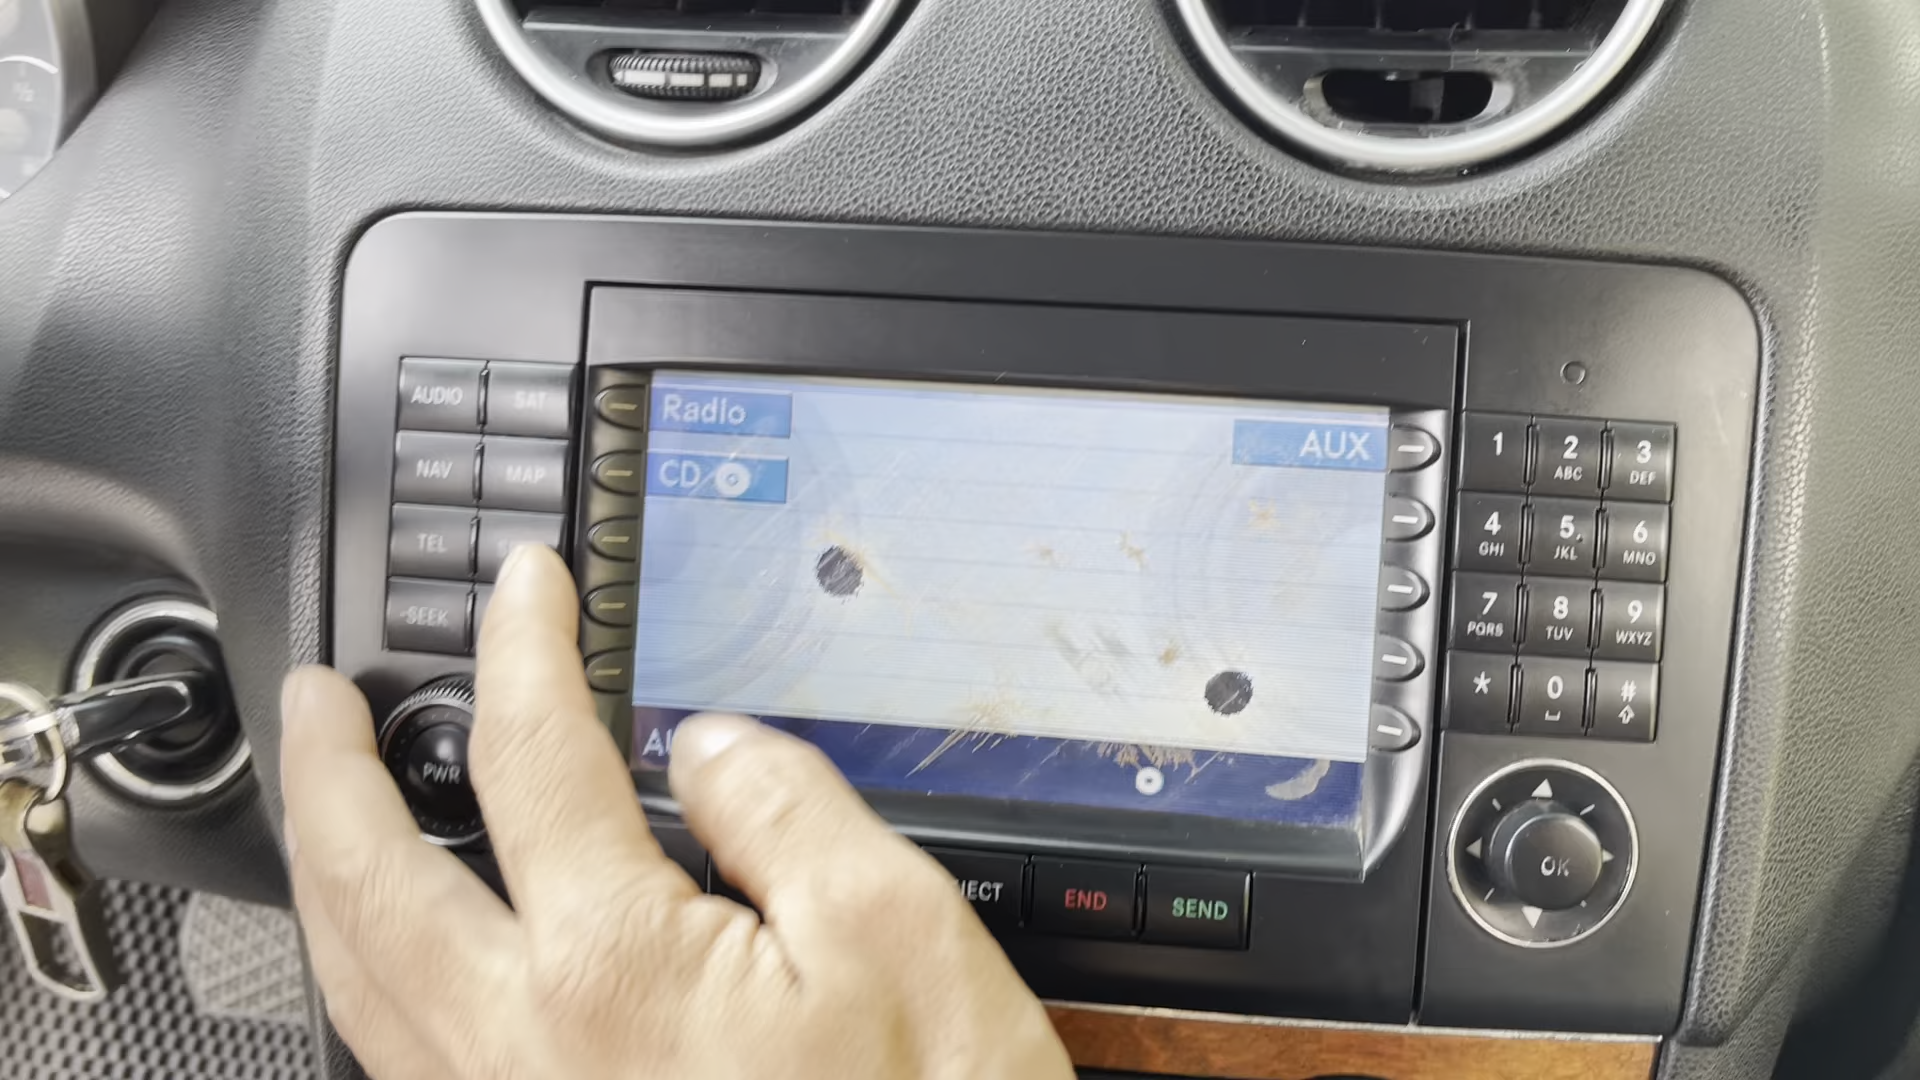 AUDIO SAT
NAV MAP
TEL
SEEK
PWR
Radio
CD
AUX
END
SEND
1 2 ABC 3 DEF
4 GHI 5 JKL 6 MNO
7 PQRS 8 TUV 9 WXYZ
* 0 #
OK